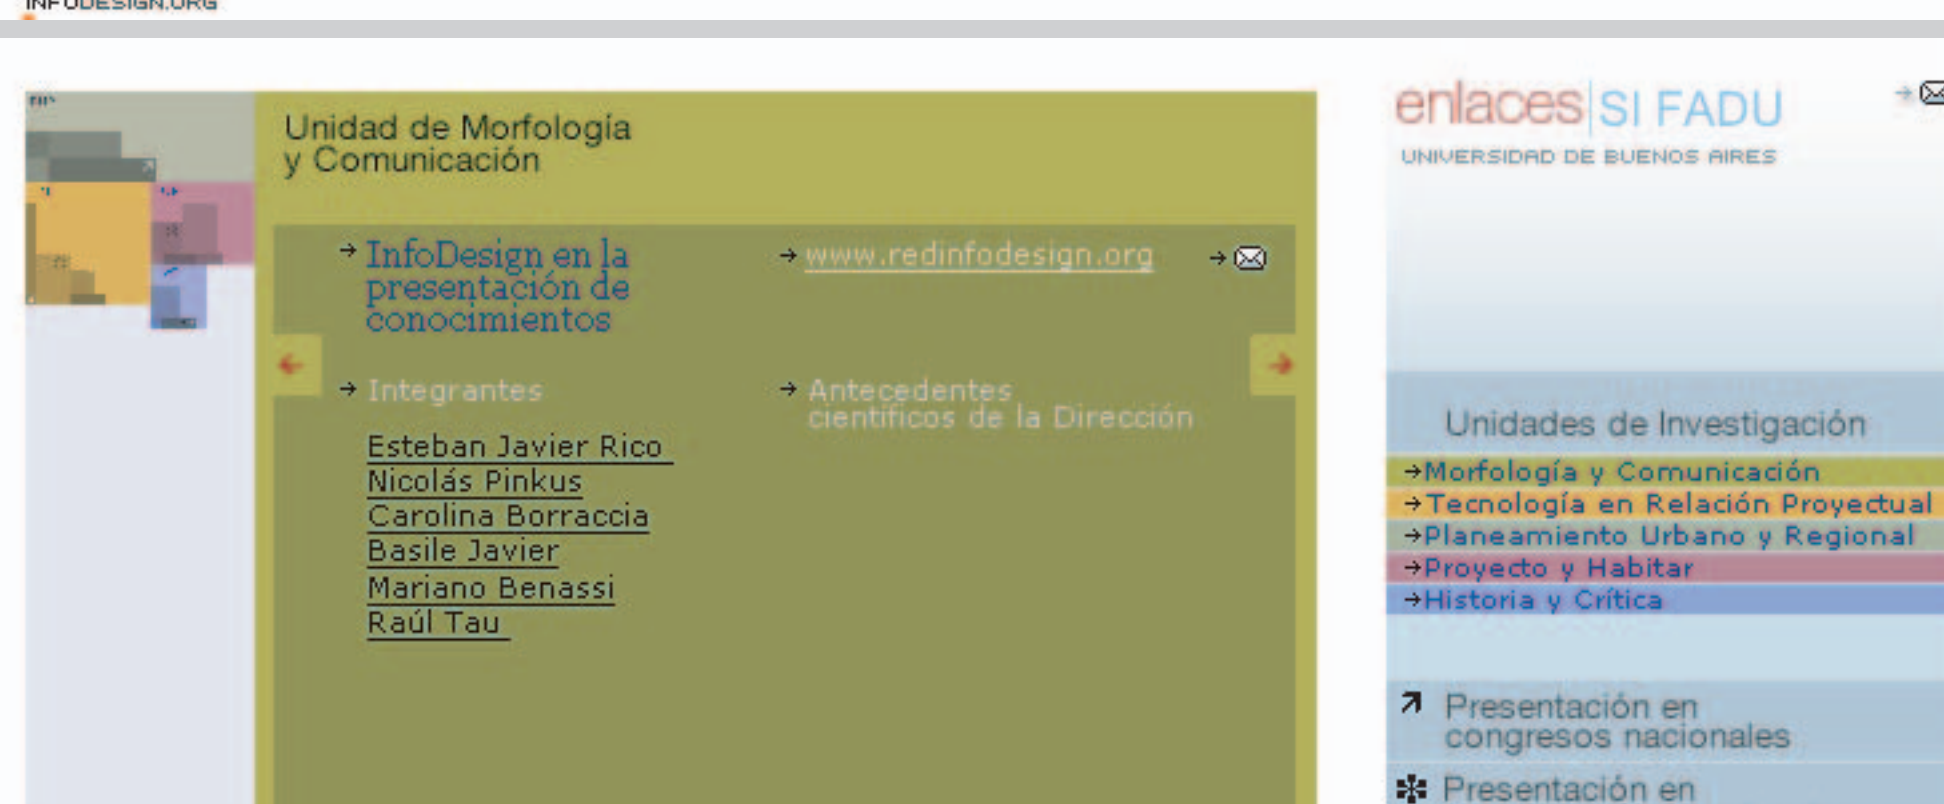 INFODESIGN.ORG
Unidad de Morfología
y Comunicación
→ InfoDesign en la
presentación de
conocimientos
→ www.redinfodesign.org
→ Integrantes
Esteban Javier Rico
Nicolás Pinkus
Carolina Borraccia
Basile Javier
Mariano Benassi
Raúl Tau
→ Antecedentes
científicos de la Dirección
enlaces|SI FADU
UNIVERSIDAD DE BUENOS AIRES
Unidades de Investigación
→Morfología y Comunicación
→Tecnología en Relación Proyectual
→Planeamiento Urbano y Regional
→Proyecto y Habitar
→Historia y Crítica
Presentación en
congresos nacionales
Presentación en